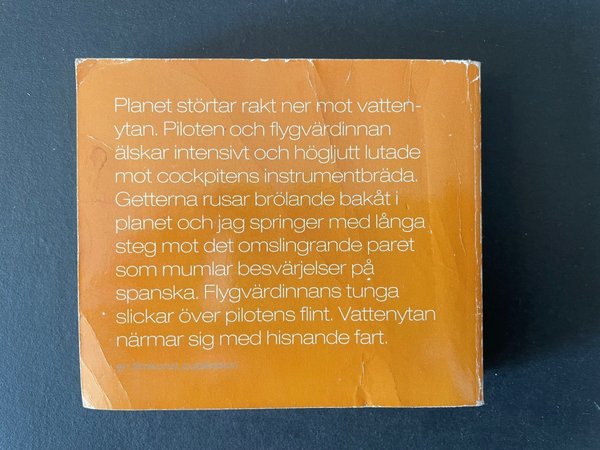 Planet störtar rakt ner mot vatten-
ytan. Piloten och flygvärdinnan
älskar intensivt och högljutt lutade
mot cockpitens instrumentbräda.
Getterna rusar brölande bakåt i
planet och jag springer med långa
steg mot det omslingrande paret
som mumlar besvärjelser på
spanska. Flygvärdinnans tunga
slickar över pilotens flint. Vattenytan
närmar sig med hisnande fart.